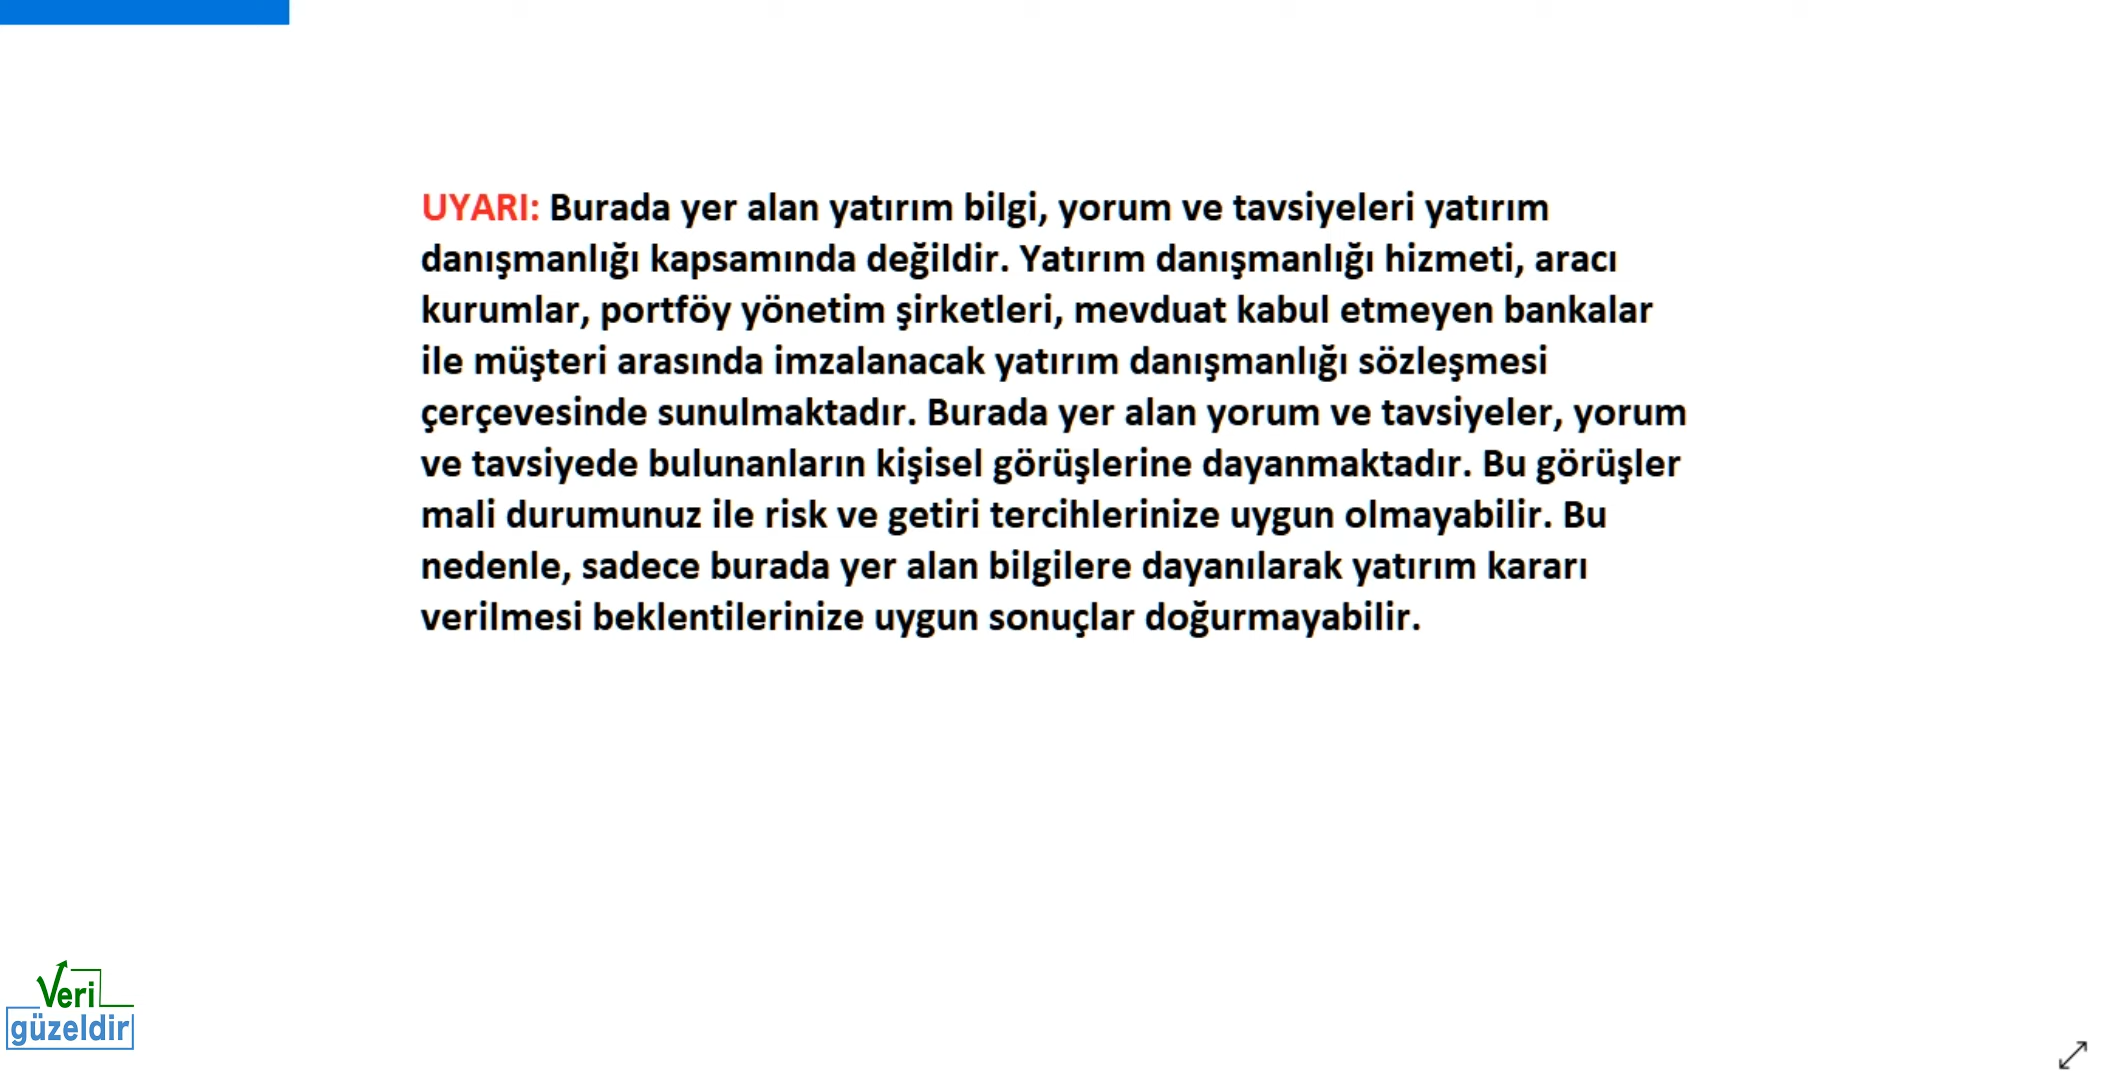 UYARI: Burada yer alan yatırım bilgi, yorum ve tavsiyeleri yatırım
danışmanlığı kapsamında değildir. Yatırım danışmanlığı hizmeti, aracı
kurumlar, portföy yönetim şirketleri, mevduat kabul etmeyen bankalar
ile müşteri arasında imzalanacak yatırım danışmanlığı sözleşmesi
çerçevesinde sunulmaktadır. Burada yer alan yorum ve tavsiyeler, yorum
ve tavsiyede bulunanların kişisel görüşlerine dayanmaktadır. Bu görüşler
mali durumunuz ile risk ve getiri tercihlerinize uygun olmayabilir. Bu
nedenle, sadece burada yer alan bilgilere dayanılarak yatırım kararı
verilmesi beklentilerinize uygun sonuçlar doğurmayabilir.
Veri
güzeldir